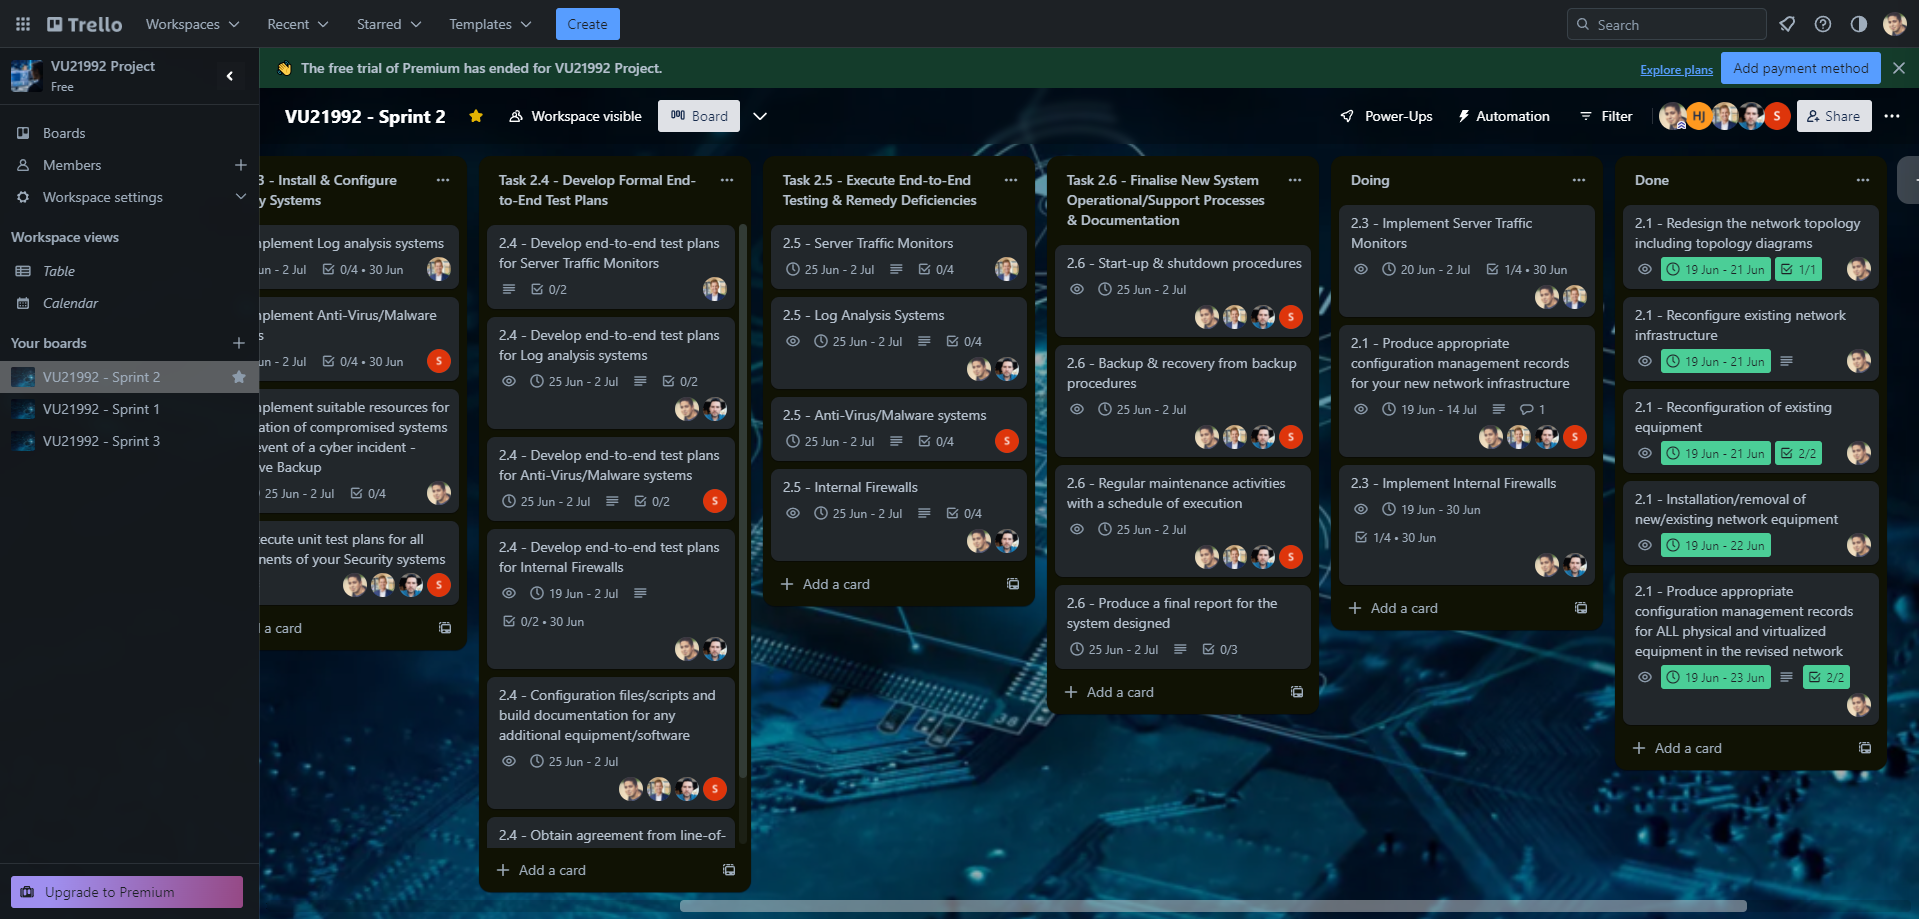 Trello
Workspaces
Recent
Starred
Templates
Create
Search
VU21992 Project
Free
👋 The free trial of Premium has ended for VU21992 Project.
Explore plans
Add payment method
VU21992 - Sprint 2
Workspace visible
Board
Power-Ups
Automation
Filter
HJ
S
Share
Boards
Members
Workspace settings
Workspace views
Table
Calendar
Your boards
VU21992 - Sprint 2
VU21992 - Sprint 1
VU21992 - Sprint 3
Upgrade to Premium
3 - Install & Configure
y Systems
mplement Log analysis systems
un - 2 Jul
0/4 • 30 Jun
mplement Anti-Virus/Malware
s
un - 2 Jul
0/4 • 30 Jun
S
mplement suitable resources for
ation of compromised systems
event of a cyber incident -
ve Backup
25 Jun - 2 Jul
0/4
ecute unit test plans for all
nents of your Security systems
S
a card
Task 2.4 - Develop Formal End-
to-End Test Plans
2.4 - Develop end-to-end test plans
for Server Traffic Monitors
0/2
2.4 - Develop end-to-end test plans
for Log analysis systems
25 Jun - 2 Jul
0/2
2.4 - Develop end-to-end test plans
for Anti-Virus/Malware systems
25 Jun - 2 Jul
0/2
S
2.4 - Develop end-to-end test plans
for Internal Firewalls
19 Jun - 2 Jul
0/2 • 30 Jun
2.4 - Configuration files/scripts and
build documentation for any
additional equipment/software
25 Jun - 2 Jul
S
2.4 - Obtain agreement from line-of-
Add a card
Task 2.5 - Execute End-to-End
Testing & Remedy Deficiencies
2.5 - Server Traffic Monitors
25 Jun - 2 Jul
0/4
2.5 - Log Analysis Systems
25 Jun - 2 Jul
0/4
2.5 - Anti-Virus/Malware systems
25 Jun - 2 Jul
0/4
S
2.5 - Internal Firewalls
25 Jun - 2 Jul
0/4
Add a card
Task 2.6 - Finalise New System
Operational/Support Processes
& Documentation
2.6 - Start-up & shutdown procedures
25 Jun - 2 Jul
S
2.6 - Backup & recovery from backup
procedures
25 Jun - 2 Jul
S
2.6 - Regular maintenance activities
with a schedule of execution
25 Jun - 2 Jul
S
2.6 - Produce a final report for the
system designed
25 Jun - 2 Jul
0/3
Add a card
Doing
2.3 - Implement Server Traffic
Monitors
20 Jun - 2 Jul
1/4 • 30 Jun
2.1 - Produce appropriate
configuration management records
for your new network infrastructure
19 Jun - 14 Jul
1
S
2.3 - Implement Internal Firewalls
19 Jun - 30 Jun
1/4 • 30 Jun
Add a card
Done
2.1 - Redesign the network topology
including topology diagrams
19 Jun - 21 Jun
1/1
2.1 - Reconfigure existing network
infrastructure
19 Jun - 21 Jun
2.1 - Reconfiguration of existing
equipment
19 Jun - 21 Jun
2/2
2.1 - Installation/removal of
new/existing network equipment
19 Jun - 22 Jun
2.1 - Produce appropriate
configuration management records
for ALL physical and virtualized
equipment in the revised network
19 Jun - 23 Jun
2/2
Add a card
38